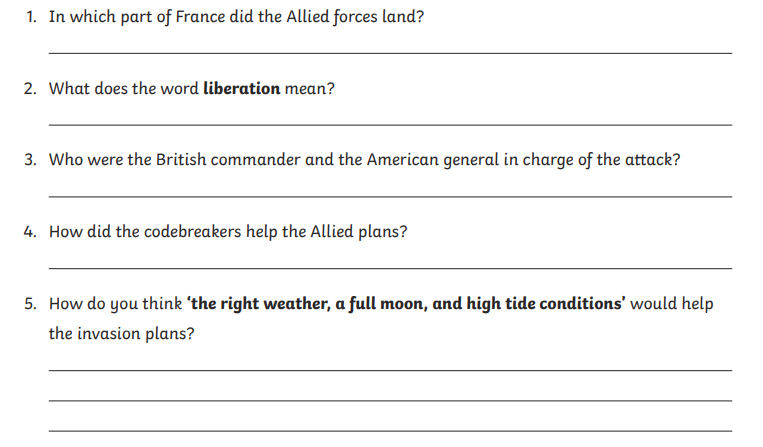 1. In which part of France did the Allied forces land?
2. What does the word liberation mean?
3. Who were the British commander and the American general in charge of the attack?
4. How did the codebreakers help the Allied plans?
5. How do you think ‘the right weather, a full moon, and high tide conditions’ would help
the invasion plans?